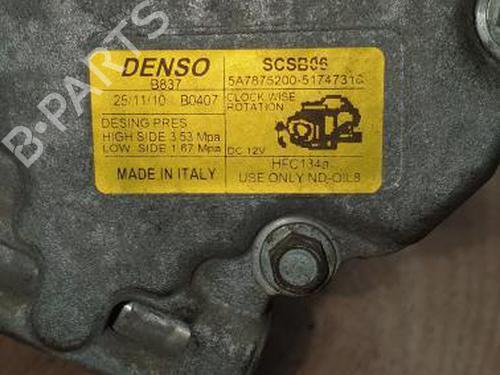 DENSO
B837
25/11/10 B0407
DESING PRES
HIGH SIDE 3.53 Mpa
LOW SIDE 1.67 Mpa
MADE IN ITALY
SCSB06
5A7875200-5174731
CLOCK WISE
ROTATION
DC 12V
HFC134a
USE ONLY ND-OIL8
B-PARTS